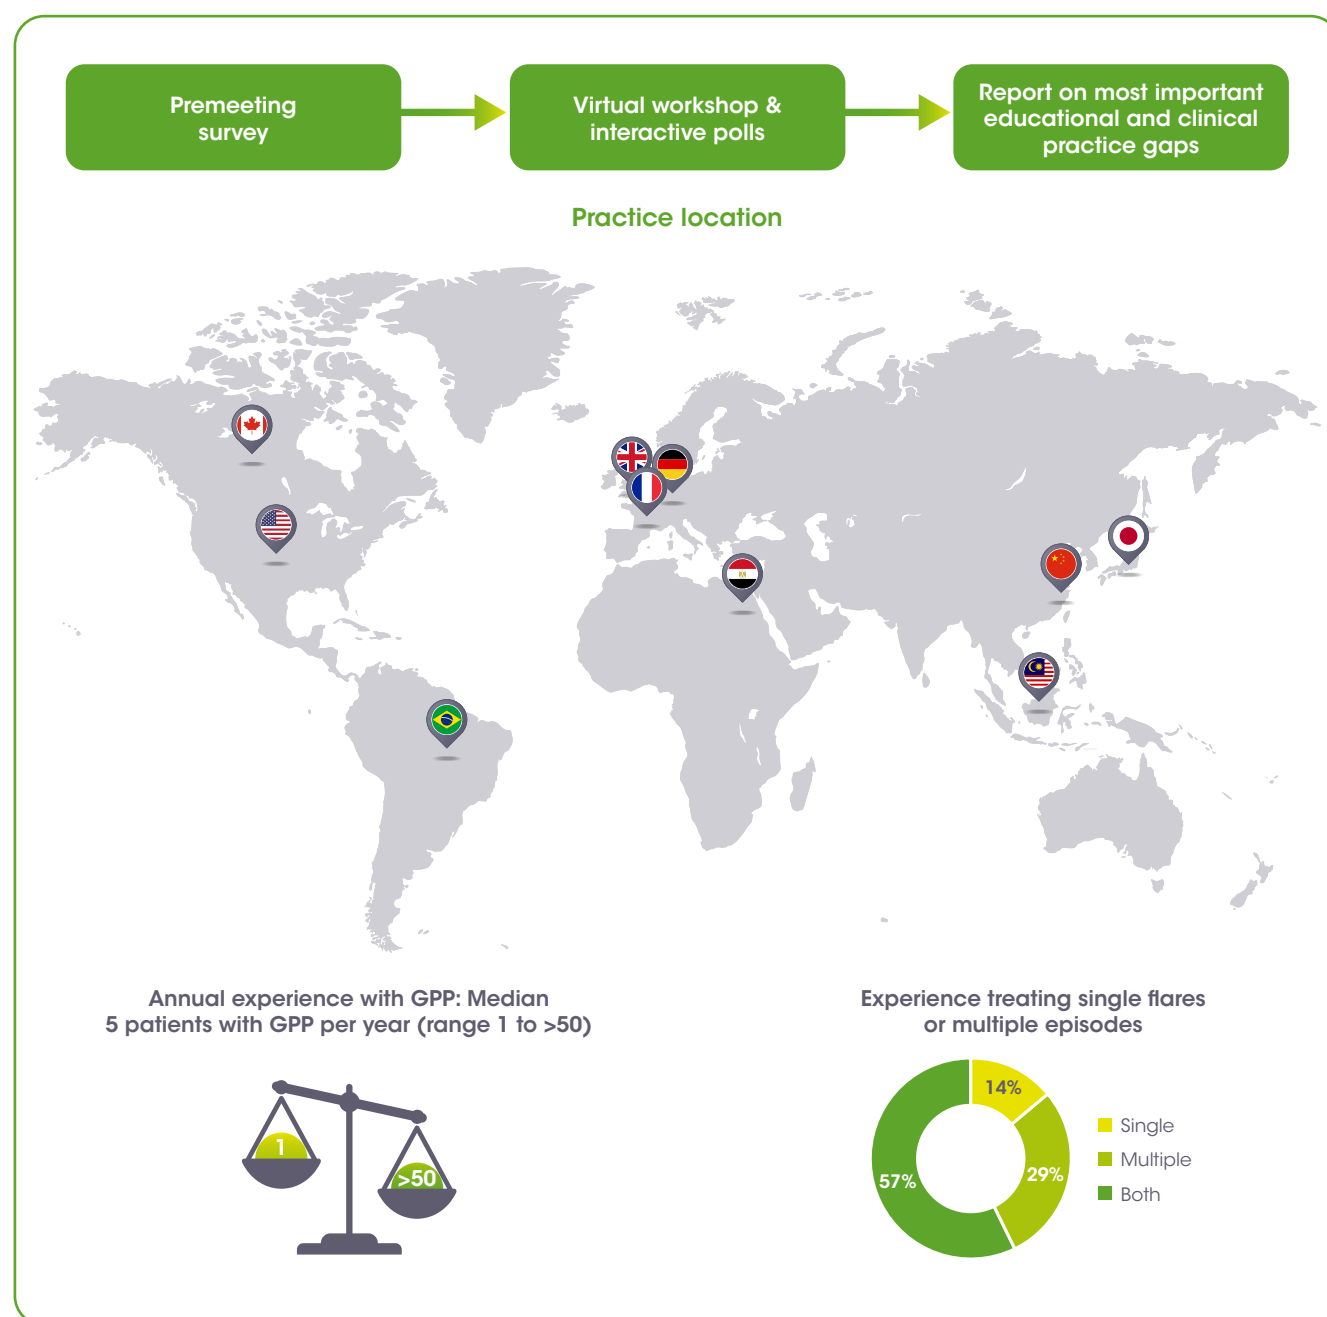 Premeeting
survey
Virtual workshop &
interactive polls
Report on most important
educational and clinical
practice gaps
Practice location
Annual experience with GPP: Median
5 patients with GPP per year (range 1 to >50)
1
>50
Experience treating single flares
or multiple episodes
14%
29%
57%
Single
Multiple
Both